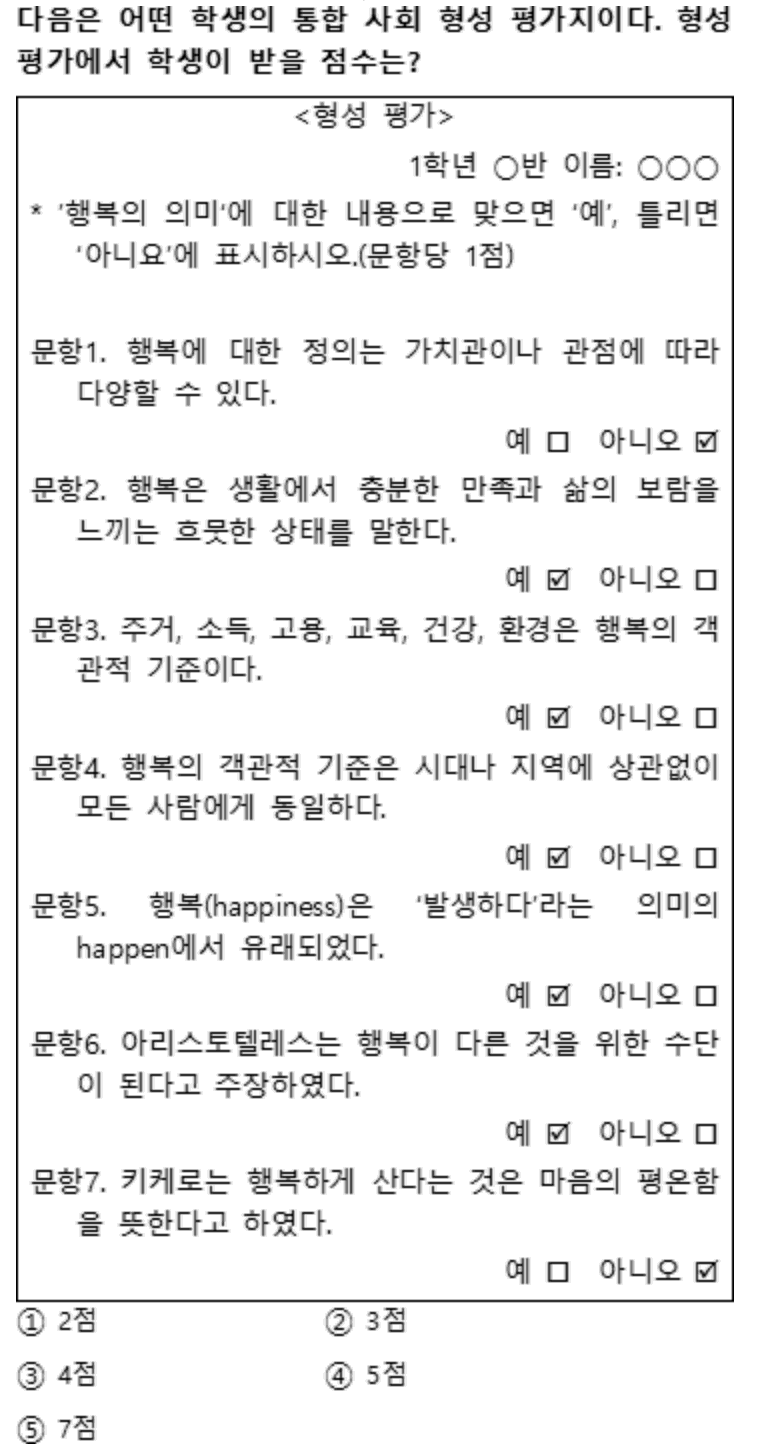 다음은 어떤 학생의 통합 사회 형성 평가지이다. 형성
평가에서 학생이 받을 점수는?
<형성 평가>
1학년 ○반 이름: ○○○
* '행복의 의미'에 대한 내용으로 맞으면 '예', 틀리면
'아니요'에 표시하시오.(문항당 1점)
문항1. 행복에 대한 정의는 가치관이나 관점에 따라
다양할 수 있다.
예 □ 아니오 ☑
문항2. 행복은 생활에서 충분한 만족과 삶의 보람을
느끼는 흐뭇한 상태를 말한다.
예 ☑ 아니오 □
문항3. 주거, 소득, 고용, 교육, 건강, 환경은 행복의 객
관적 기준이다.
예 ☑ 아니오 □
문항4. 행복의 객관적 기준은 시대나 지역에 상관없이
모든 사람에게 동일하다.
예 ☑ 아니오 □
문항5. 행복(happiness)은 '발생하다'라는 의미의
happen에서 유래되었다.
예 ☑ 아니오 □
문항6. 아리스토텔레스는 행복이 다른 것을 위한 수단
이 된다고 주장하였다.
예 ☑ 아니오 □
문항7. 키케로는 행복하게 산다는 것은 마음의 평온함
을 뜻한다고 하였다.
예 □ 아니오 ☑
① 2점 ② 3점
③ 4점 ④ 5점
⑤ 7점